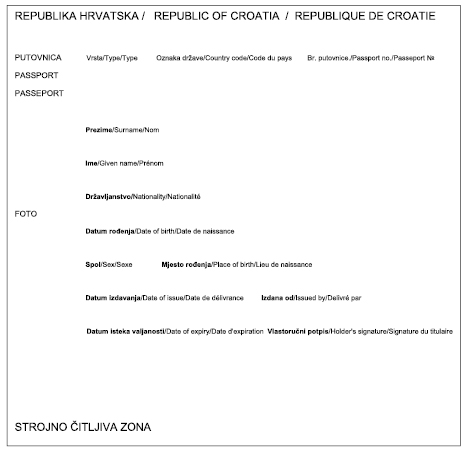 REPUBLIKA HRVATSKA / REPUBLIC OF CROATIA / REPUBLIQUE DE CROATIE
PUTOVNICA Vrsta/Type/Type Oznaka države/Country code/Code du pays Br. putovnice./Passport no./Passeport №
PASSPORT
PASSEPORT
Prezime/Surname/Nom
Ime/Given name/Prénom
Državljanstvo/Nationality/Nationalité
FOTO
Datum rođenja/Date of birth/Date de naissance
Spol/Sex/Sexe Mjesto rođenja/Place of birth/Lieu de naissance
Datum izdavanja/Date of issue/Date de délivrance Izdana od/Issued by/Delivré par
Datum isteka valjanosti/Date of expiry/Date d'expiration Vlastoručni potpis/Holder's signature/Signature du titulaire
STROJNO ČITLJIVA ZONA